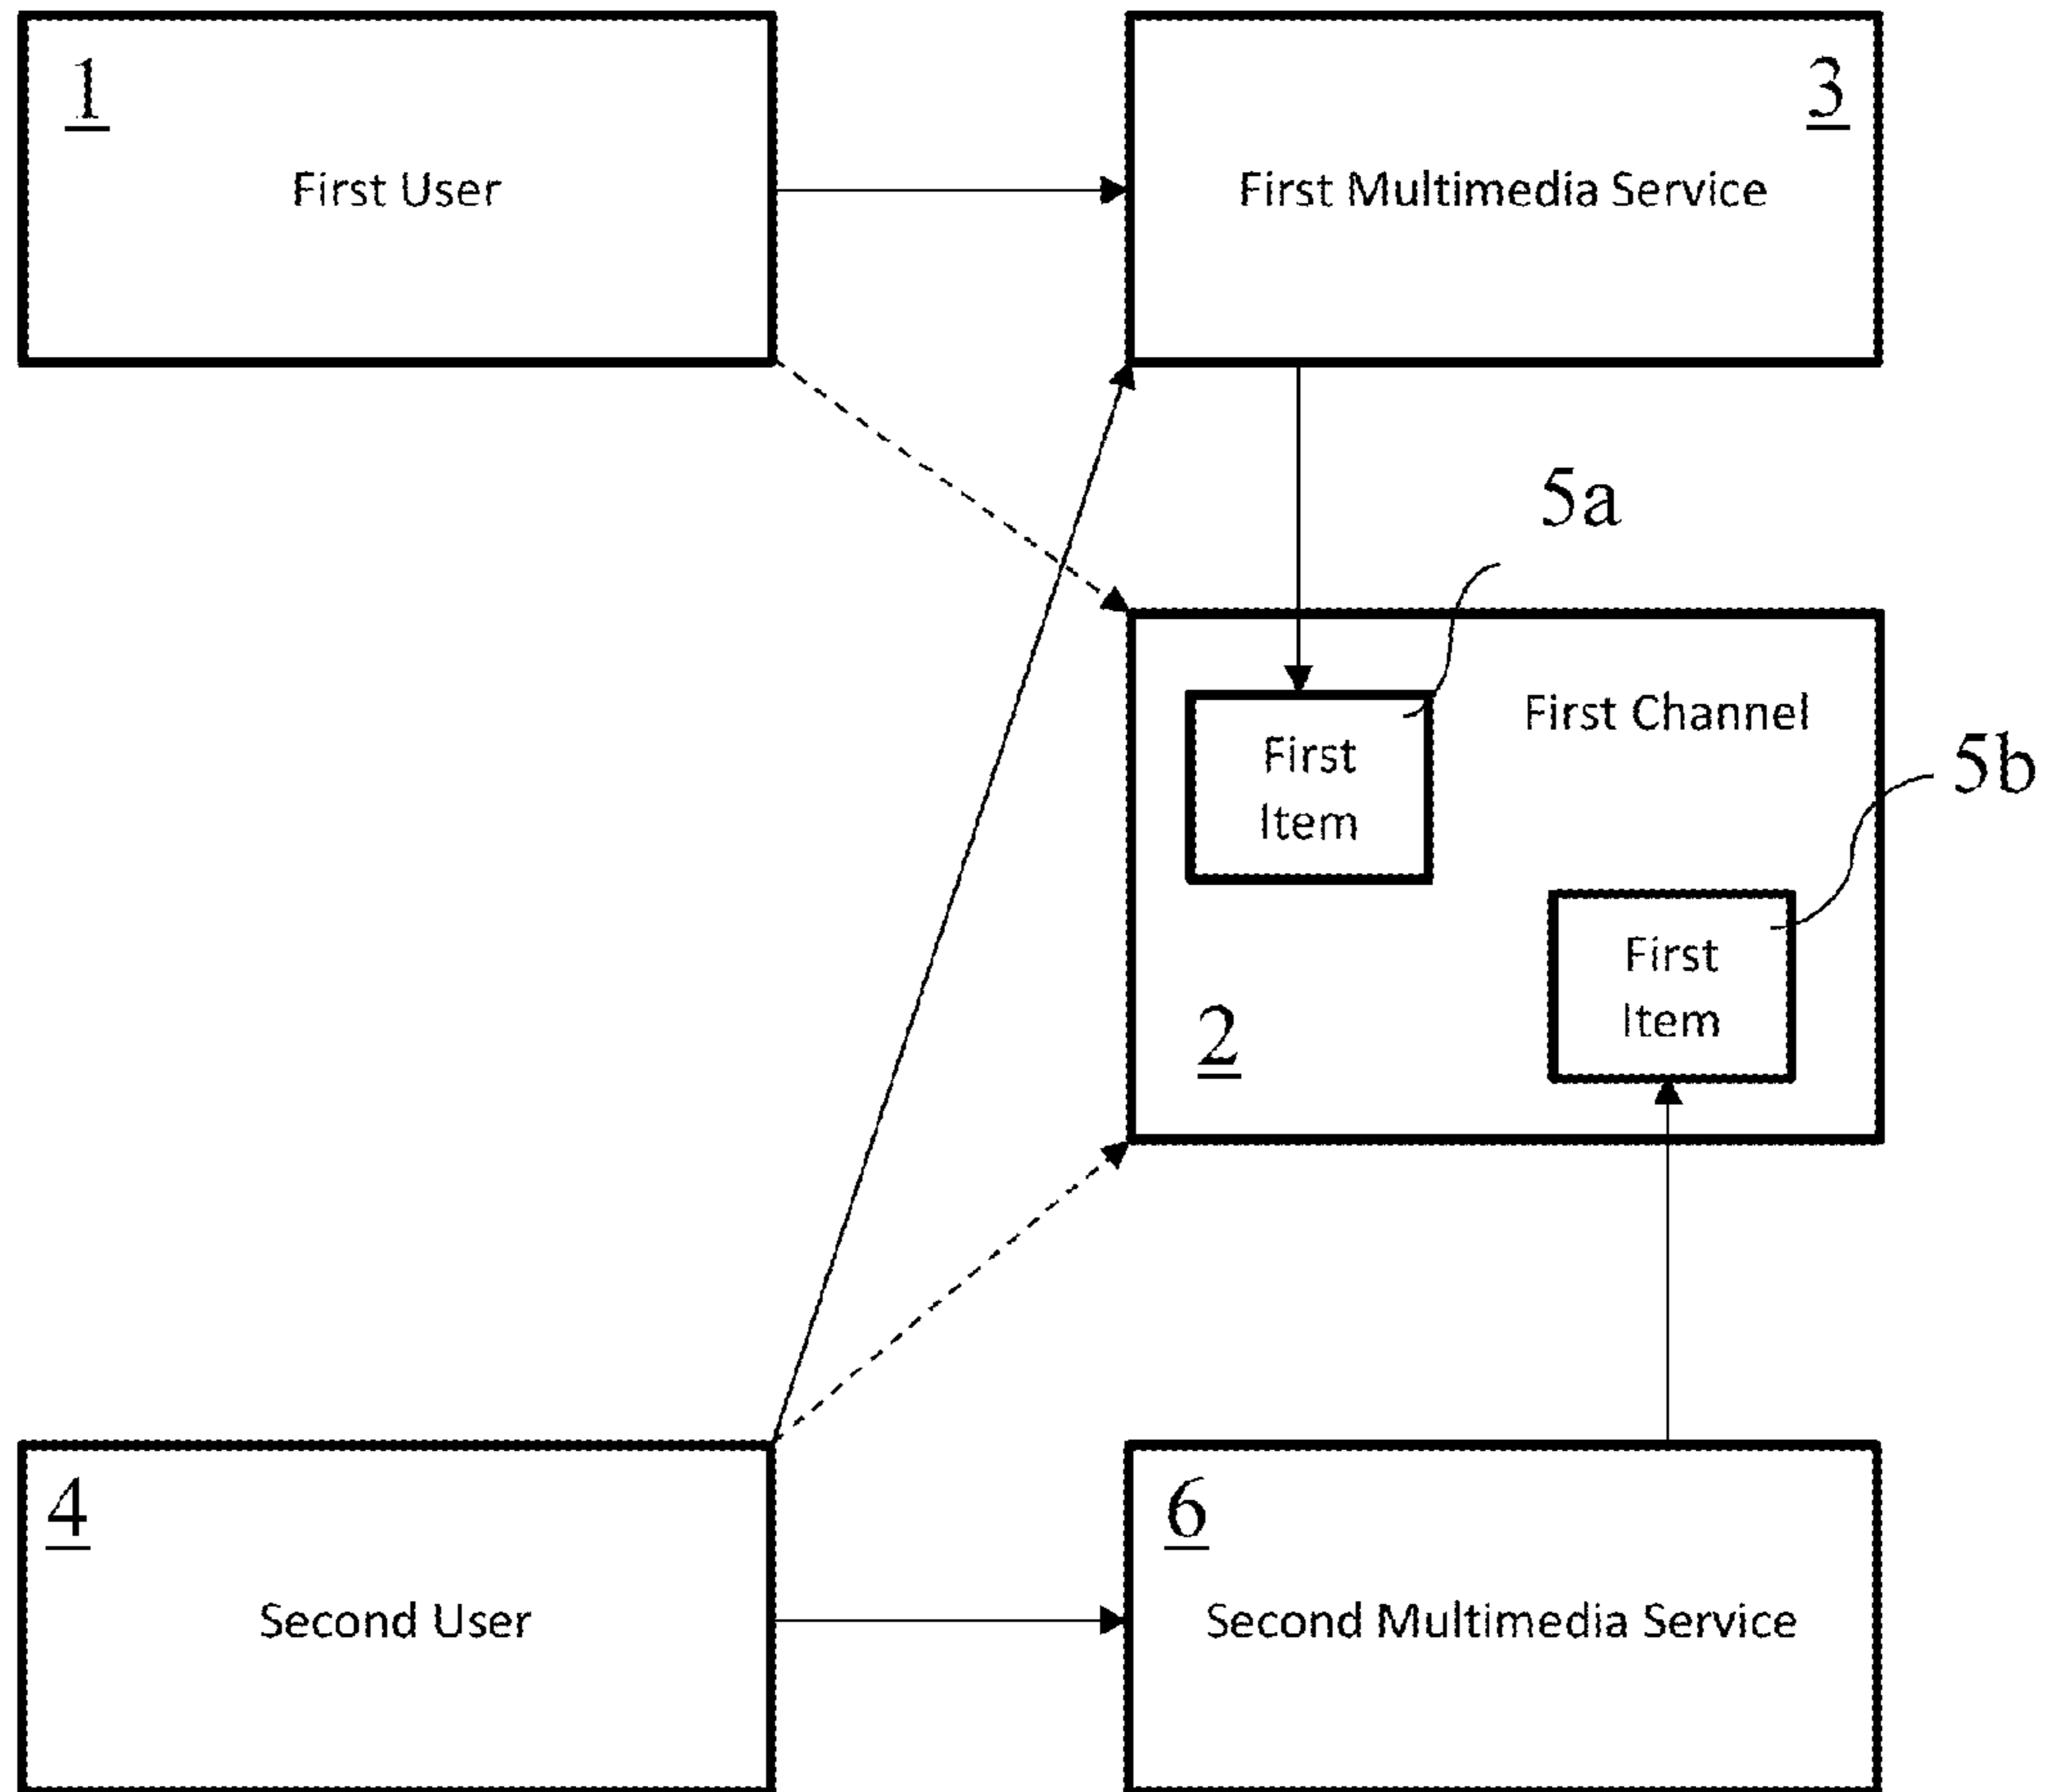 1
First User
3
First Multimedia Service
5a
First Channel
First
Item
5b
First
Item
2
4
Second User
6
Second Multimedia Service